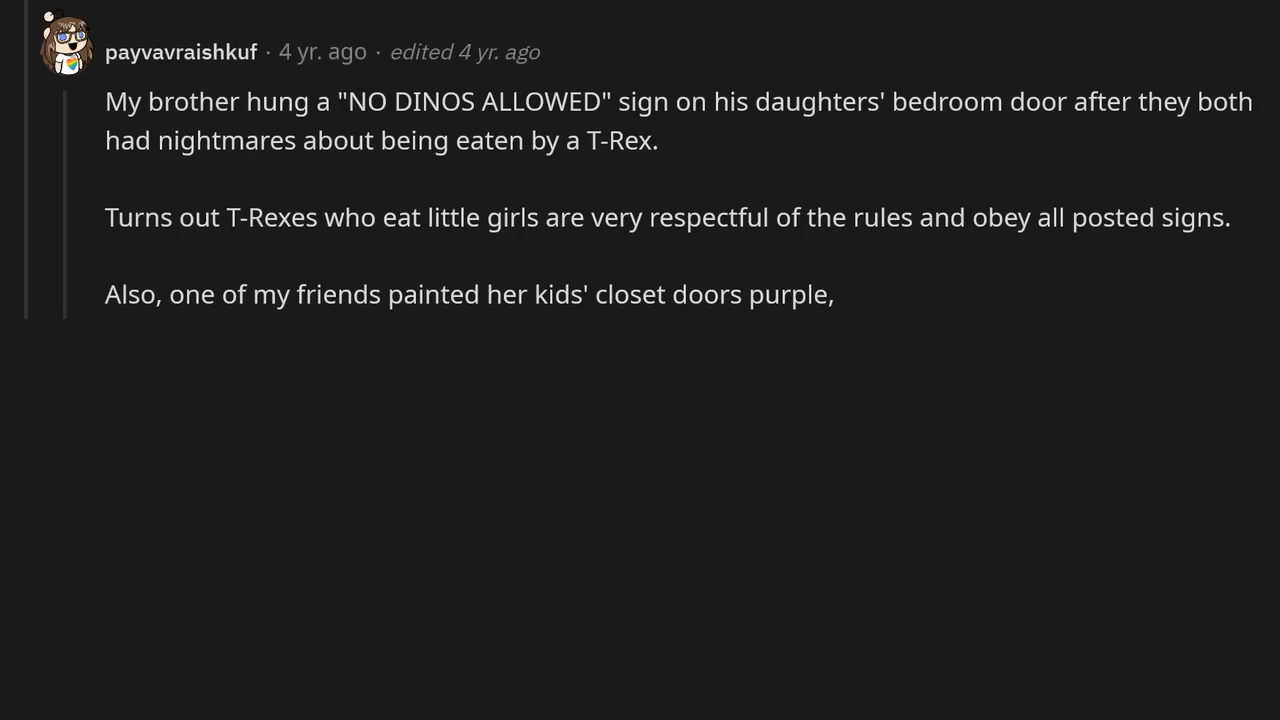 payvavraishkuf · 4 yr. ago · edited 4 yr. ago
My brother hung a "NO DINOS ALLOWED" sign on his daughters' bedroom door after they both
had nightmares about being eaten by a T-Rex.
Turns out T-Rexes who eat little girls are very respectful of the rules and obey all posted signs.
Also, one of my friends painted her kids' closet doors purple,